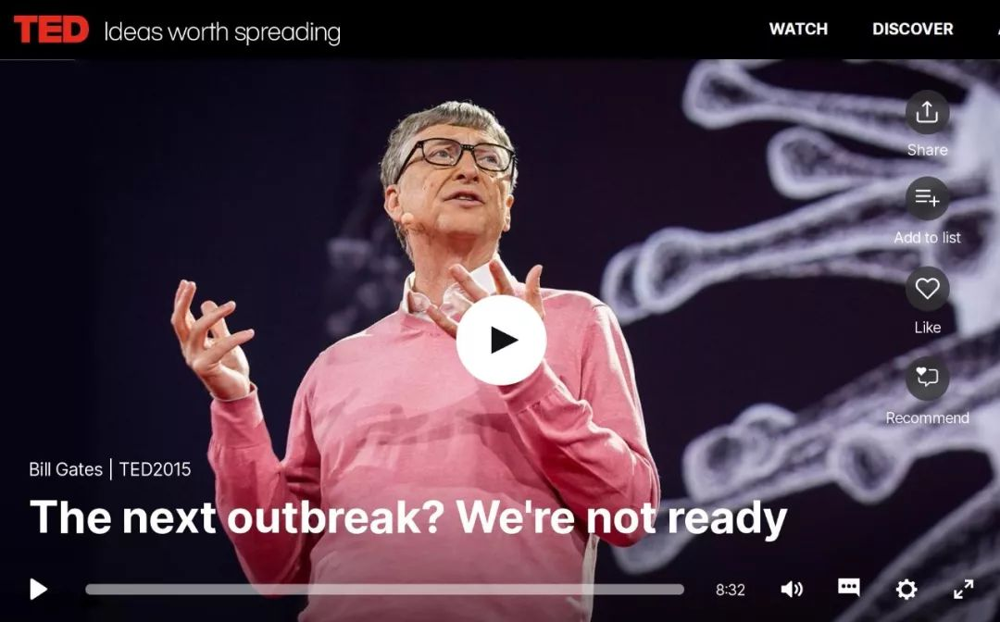 TED Ideas worth spreading WATCH DISCOVER
Share
Add to list
Like
Recommend
Bill Gates | TED2015
The next outbreak? We're not ready
8:32